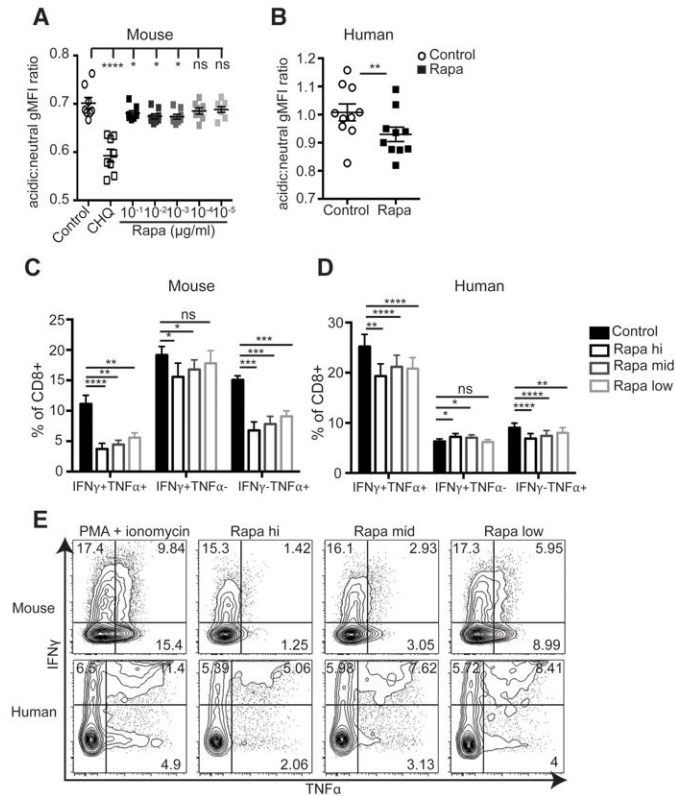 A
Mouse
**** * * * ns ns
acidic:neutral gMFI ratio
0.8
0.7
0.6
0.5
Control
CHQ
10-1
10-2
10-3
10-4
10-5
Rapa (µg/ml)
B
Human
Control
Rapa
**
acidic:neutral gMFI ratio
1.2
1.1
1.0
0.9
0.8
0.7
Control
Rapa
C
Mouse
% of CD8+
25
20
15
10
5
0
**
**
****
ns
*
*
***
***
***
IFNγ+TNFα+
IFNγ+TNFα-
IFNγ-TNFα+
D
Human
% of CD8+
30
20
10
0
****
****
**
ns
*
*
**
****
****
IFNγ+TNFα+
IFNγ+TNFα-
IFNγ-TNFα+
Control
Rapa hi
Rapa mid
Rapa low
E
PMA + ionomycin
Rapa hi
Rapa mid
Rapa low
Mouse
17.4 9.84
15.4
15.3 1.42
1.25
16.1 2.93
3.05
17.3 5.95
8.99
IFNγ
Human
6.5 11.4
4.9
5.39 5.06
2.06
5.98 7.62
3.13
5.72 8.41
4
TNFα